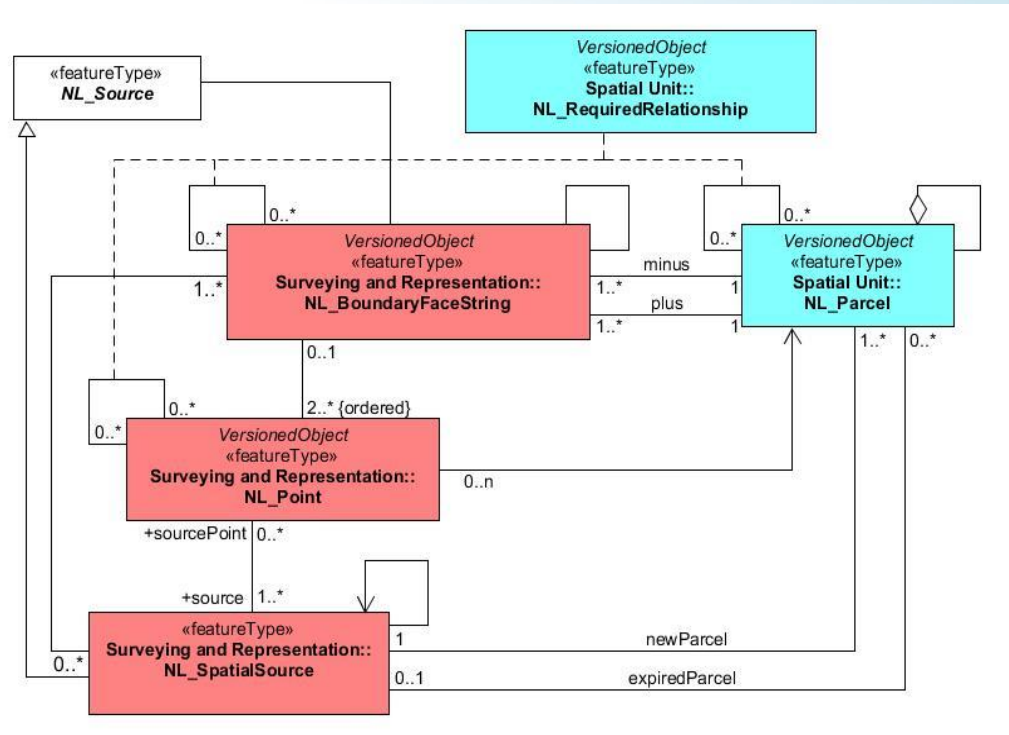 VersionedObject
«featureType»
Spatial Unit::
NL_RequiredRelationship
«featureType»
NL_Source
0..*
0..*
0..*
0..*
VersionedObject
«featureType»
Surveying and Representation::
NL_BoundaryFaceString
VersionedObject
«featureType»
Spatial Unit::
NL_Parcel
1..*
minus
1..*
1
plus
1..*
1
0..1
1..*
0..*
2..* {ordered}
0..*
0..*
VersionedObject
«featureType»
Surveying and Representation::
NL_Point
0..n
+sourcePoint
0..*
+source
1..*
«featureType»
Surveying and Representation::
NL_SpatialSource
1
newParcel
0..*
0..1
expiredParcel